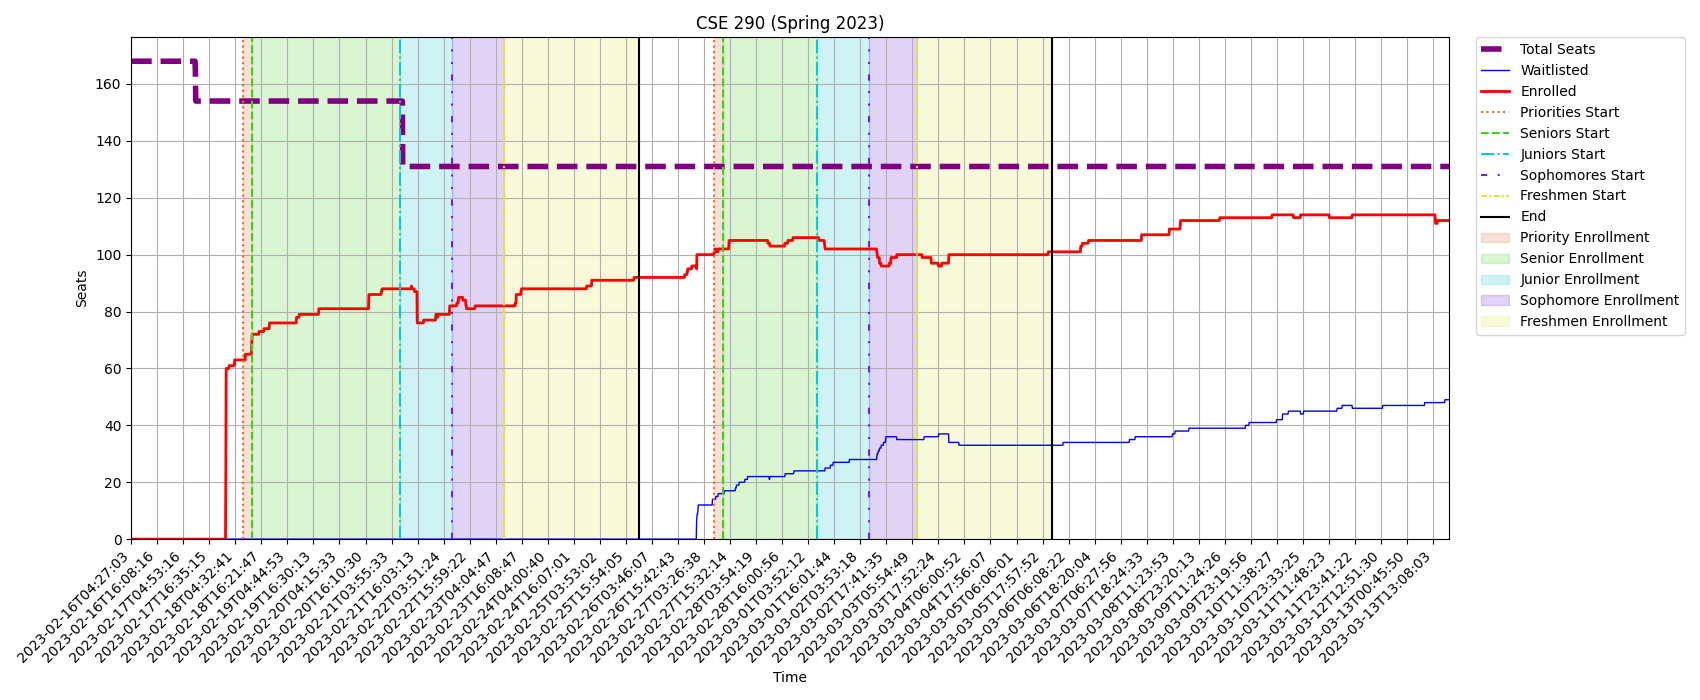 CSE 290 (Spring 2023)
Total Seats
Waitlisted
Enrolled
Priorities Start
Seniors Start
Juniors Start
Sophomores Start
Freshmen Start
End
Priority Enrollment
Senior Enrollment
Junior Enrollment
Sophomore Enrollment
Freshmen Enrollment
Seats
160
140
120
100
80
60
40
20
0
2023-02-16T04:27:03
2023-02-16T16:08:16
2023-02-17T04:53:16
2023-02-17T16:35:15
2023-02-18T04:32:41
2023-02-18T16:21:47
2023-02-19T04:44:53
2023-02-19T16:30:13
2023-02-20T04:15:33
2023-02-20T16:10:30
2023-02-21T03:55:33
2023-02-21T16:03:13
2023-02-22T03:51:24
2023-02-22T15:59:22
2023-02-23T04:04:47
2023-02-23T16:08:47
2023-02-24T04:00:40
2023-02-24T16:07:01
2023-02-25T03:53:02
2023-02-25T15:54:05
2023-02-26T03:46:07
2023-02-26T15:42:43
2023-02-27T03:26:38
2023-02-27T15:32:14
2023-02-28T03:54:19
2023-02-28T16:00:56
2023-03-01T03:52:12
2023-03-01T16:01:44
2023-03-02T03:53:18
2023-03-02T17:41:35
2023-03-03T05:54:49
2023-03-03T17:52:24
2023-03-04T06:00:52
2023-03-04T17:56:07
2023-03-05T06:06:01
2023-03-05T17:57:52
2023-03-06T06:08:22
2023-03-06T18:20:04
2023-03-07T06:27:56
2023-03-07T18:24:33
2023-03-08T11:23:53
2023-03-08T23:20:13
2023-03-09T11:24:26
2023-03-09T23:19:56
2023-03-10T11:38:27
2023-03-10T23:33:25
2023-03-11T11:48:23
2023-03-11T23:41:22
2023-03-12T12:51:30
2023-03-13T00:45:50
2023-03-13T13:08:03
Time